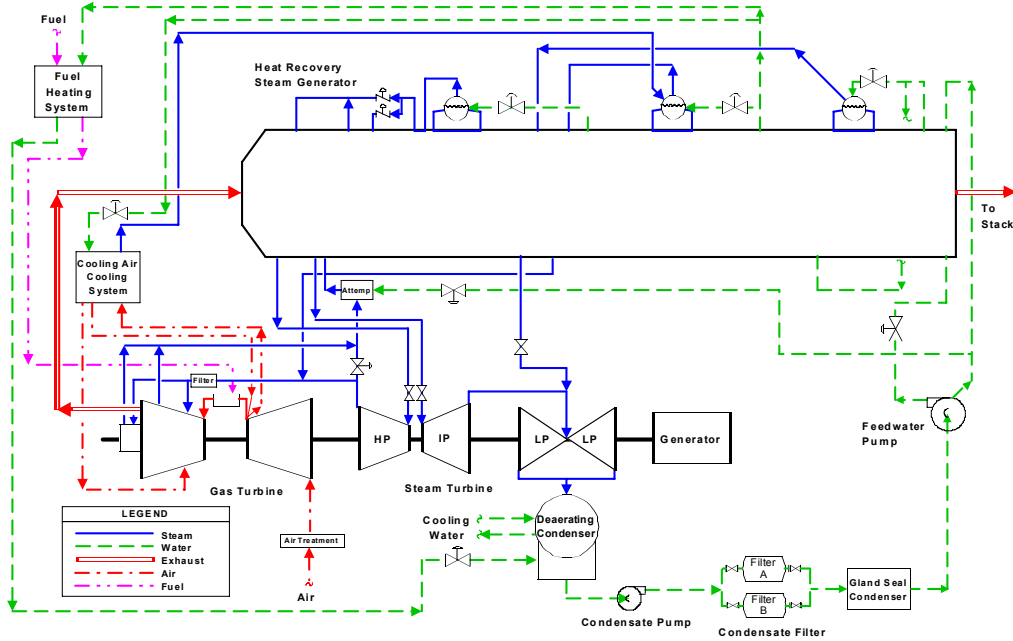 Fuel
Fuel
Heating
System
Heat Recovery
Steam Generator
To
Stack
Cooling Air
Cooling
System
Attemp
Filter
HP
IP
LP
LP
Generator
Feedwater
Pump
Gas Turbine
Steam Turbine
LEGEND
Steam
Water
Exhaust
Air
Fuel
Air Treatment
Air
Cooling
Water
Deaerating
Condenser
Condensate Pump
Filter
A
Filter
B
Condensate Filter
Gland Seal
Condenser